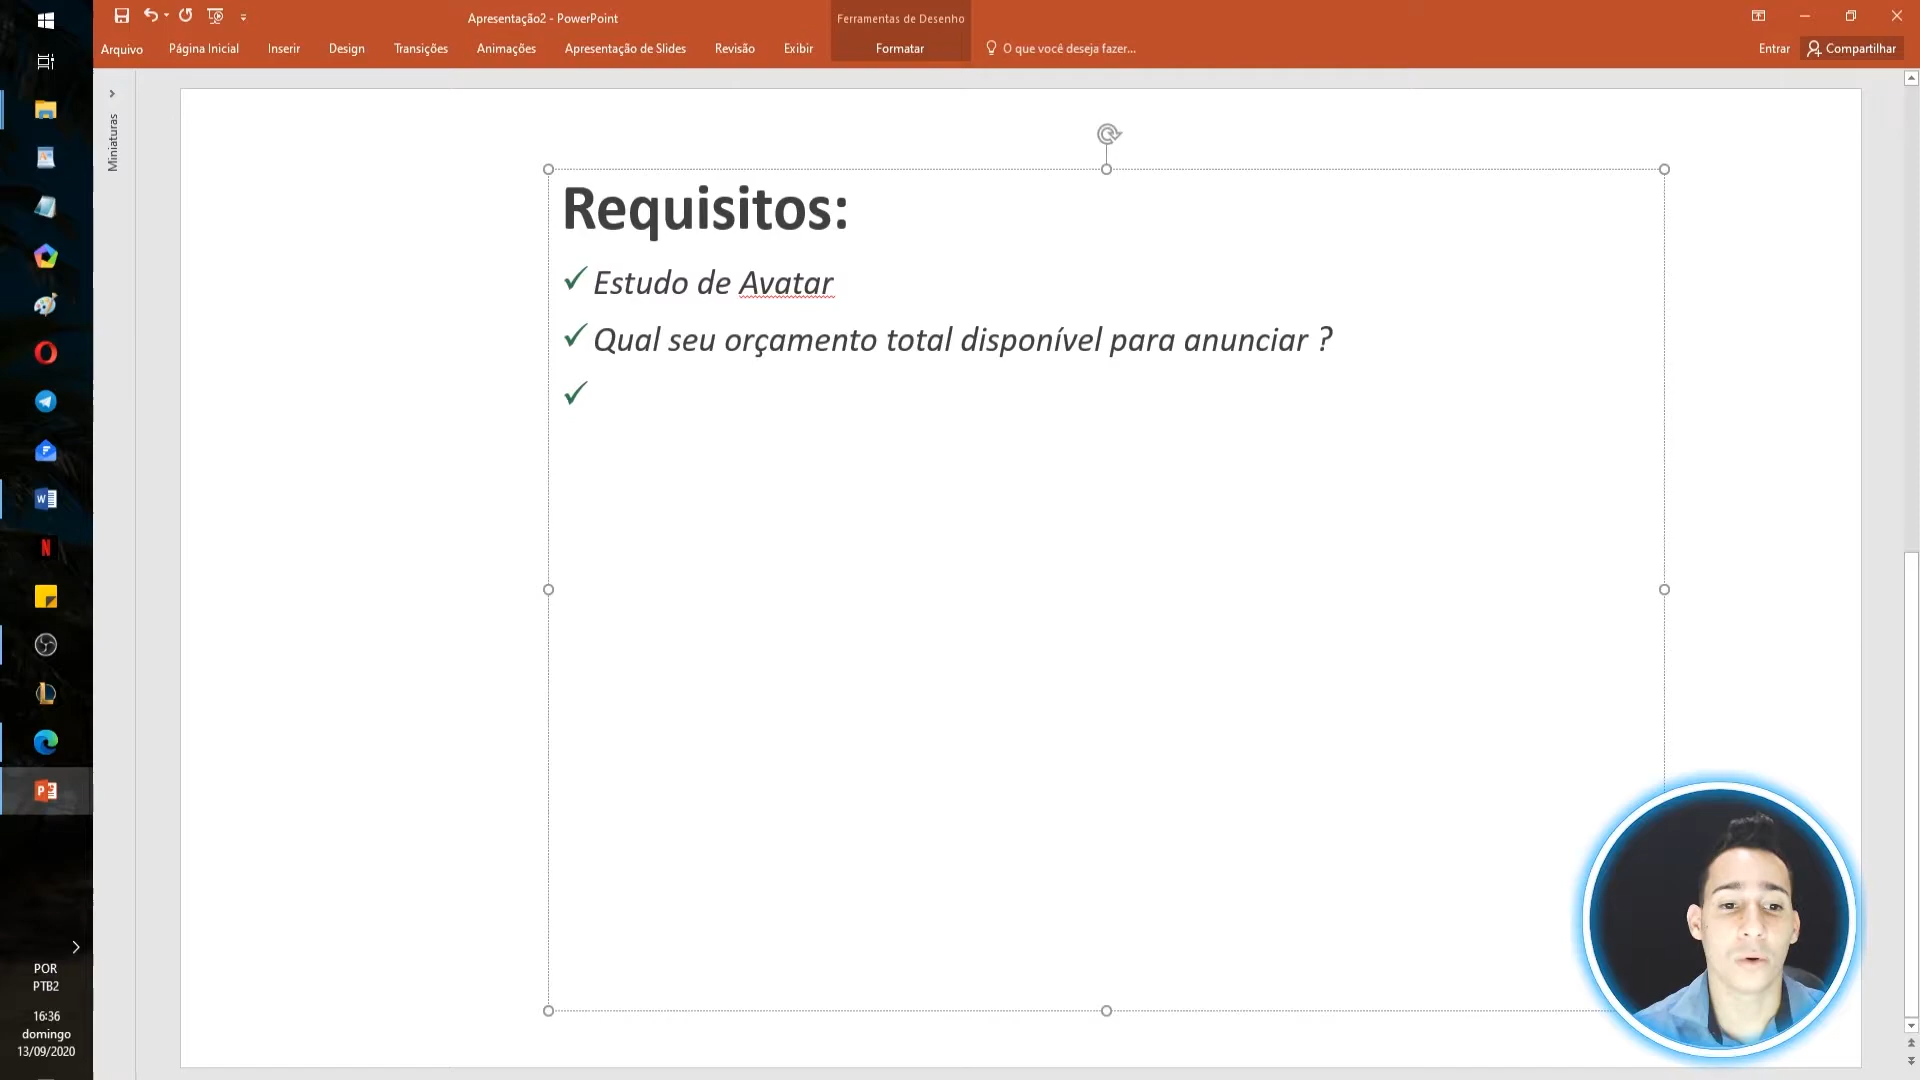 Apresentação2 - PowerPoint
Ferramentas de Desenho
Arquivo
Página Inicial
Inserir
Design
Transições
Animações
Apresentação de Slides
Revisão
Exibir
Formatar
O que você deseja fazer...
Entrar
Compartilhar
Miniaturas
Requisitos:
Estudo de Avatar
Qual seu orçamento total disponível para anunciar ?
POR
PTB2
16:36
domingo
13/09/2020